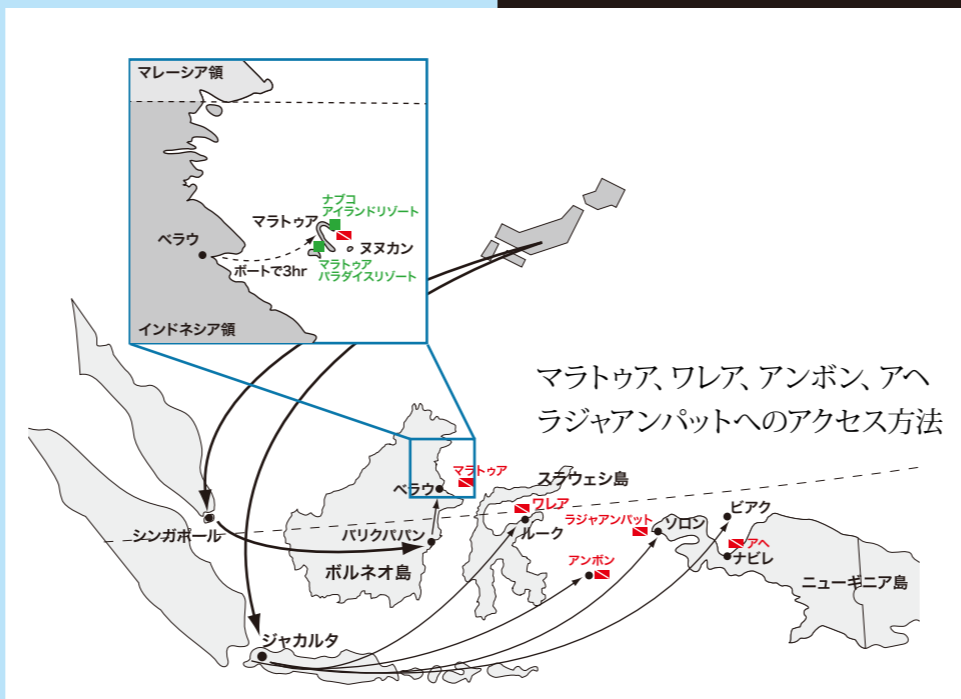 マレーシア領
ナブコ
アイランドリゾート
マラトゥア
ベラウ
ヌヌカン
ボートで3hr
マラトゥア
パラダイスリゾート
インドネシア領
マラトゥア、ワレア、アンボン、アヘ
ラジャアンパットへのアクセス方法
マラトゥア
スラウェシ島
ベラウ
ワレア
ビアク
シンガポール
バリクパパン
ルーク
ラジャアンパット
ソロン
アヘ
ナビレ
ボルネオ島
アンボン
ニューギニア島
ジャカルタ